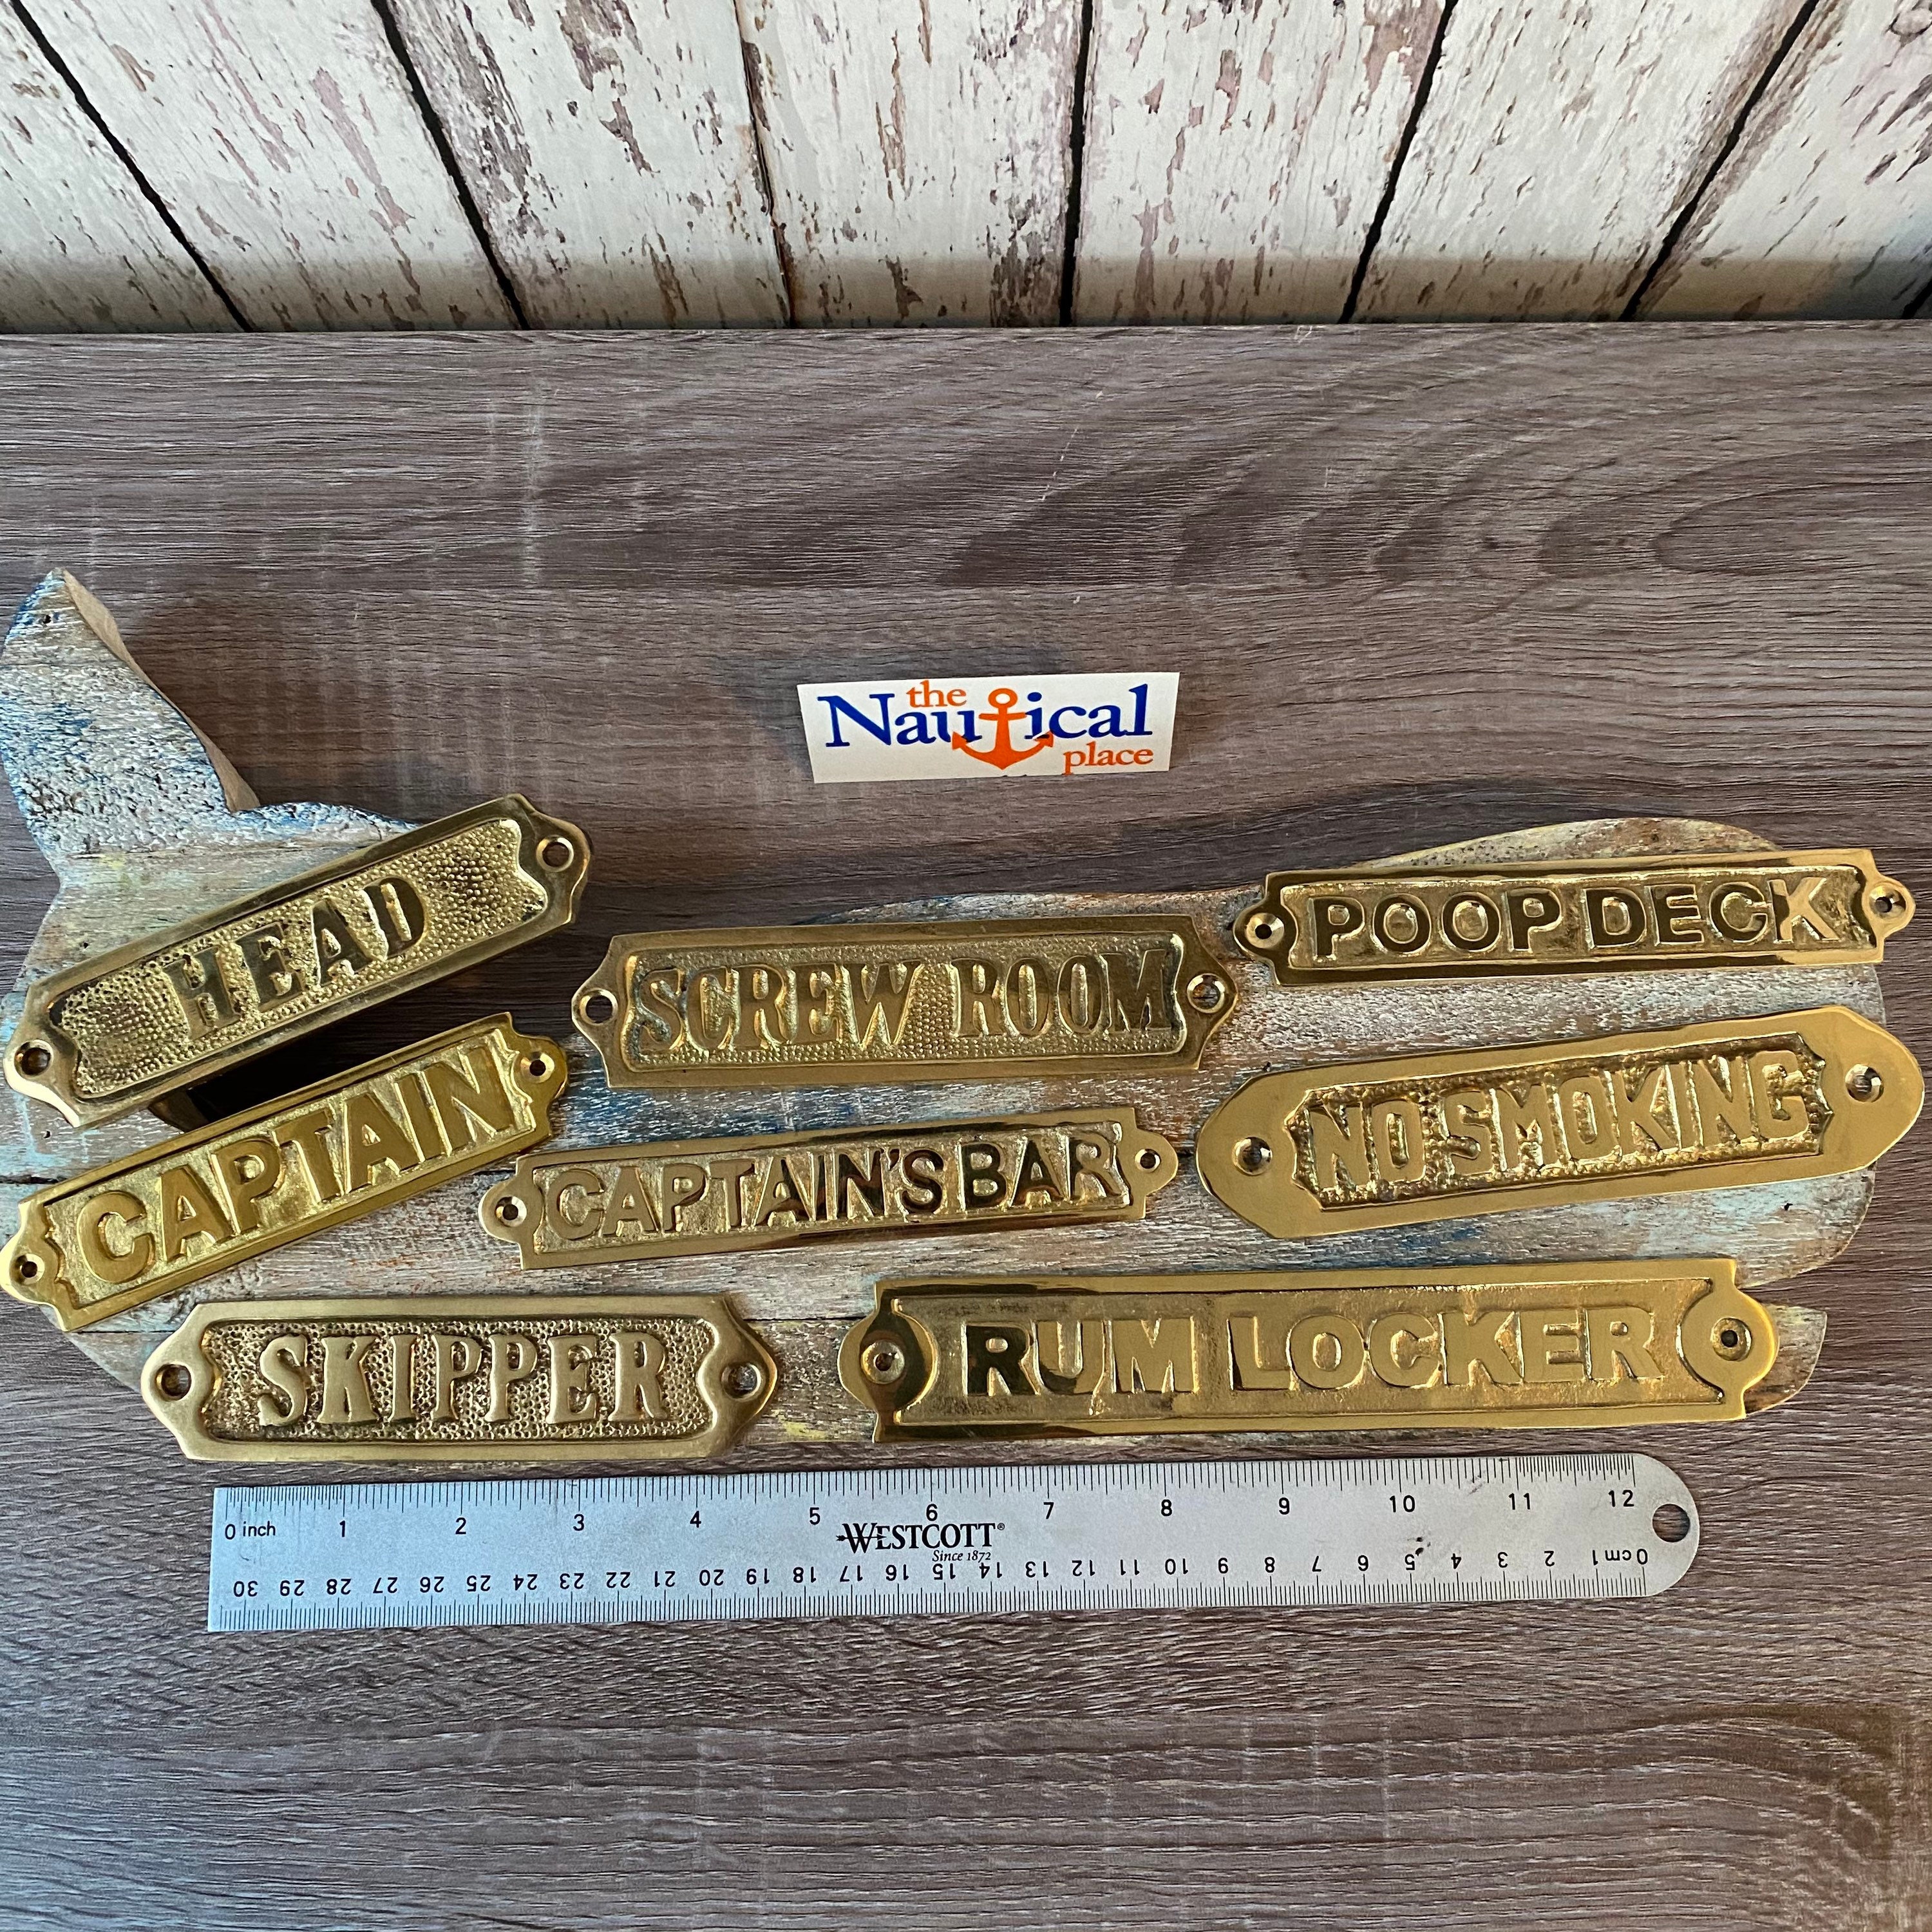 the
Nautical
place
HEAD
SCREW ROOM
POOP DECK
CAPTAIN
CAPTAIN'S BAR
NO SMOKING
SKIPPER
RUM LOCKER
0 inch 1 2 3 4 5 6 7 8 9 10 11 12
WESTCOTT®
Since 1872
30 29 28 27 26 25 24 23 22 21 20 19 18 17 16 15 14 13 12 11 10 9 8 7 6 5 4 3 2 1 0 cm